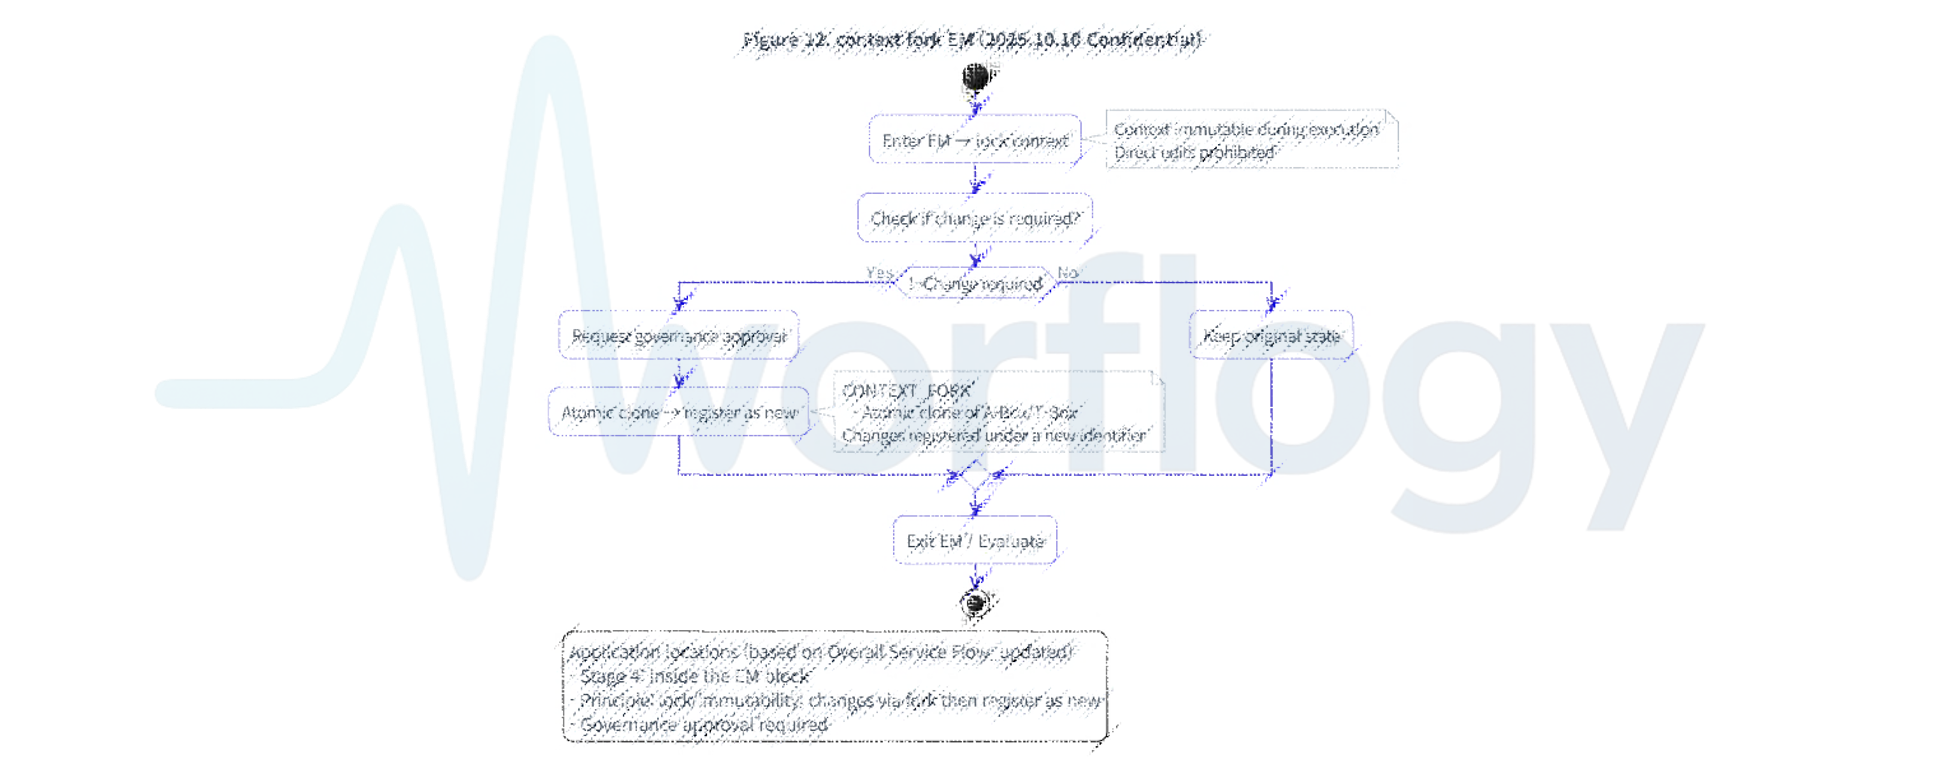 Figure 12. context fork EM (2025.10.10 Confidential)
Enter EM → lock context
Context immutable during execution
Direct edits prohibited
Check if change is required?
Yes
Change required
No
Request governance approval
Keep original state
Atomic clone → register as new
CONTEXT_FORK
- Atomic clone of A-Box/T-Box
Changes registered under a new identifier
Exit EM / Evaluate
Application locations (based on Overall Service Flow, updated)
- Stage 4: inside the EM block
- Principle: lock/immutability; changes via fork then register as new
- Governance approval required
worflogy